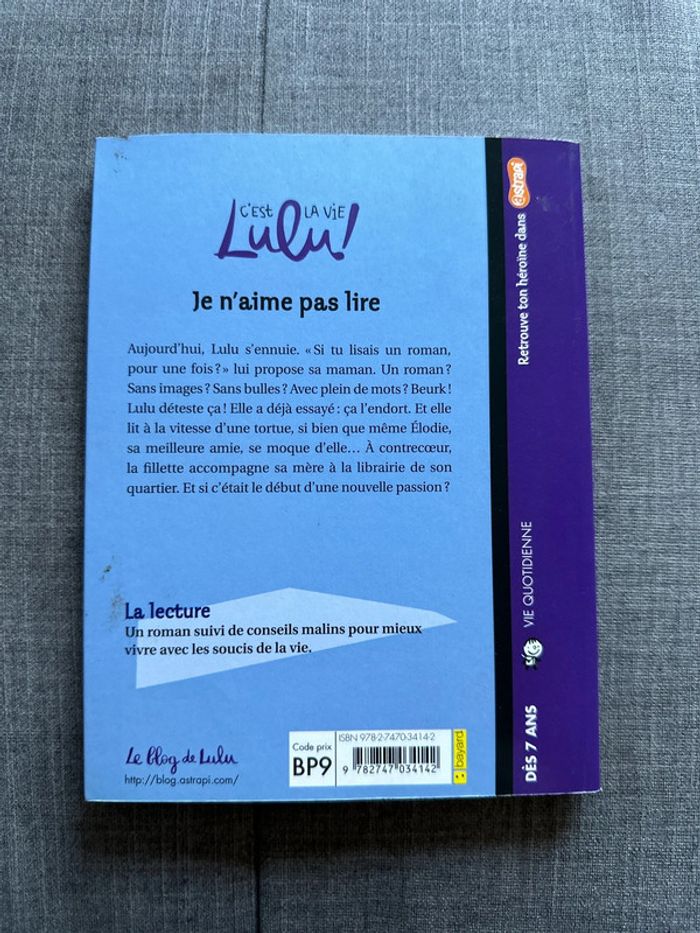 C'EST LA VIE
Lulu!
Je n'aime pas lire
Aujourd'hui, Lulu s'ennuie. « Si tu lisais un roman,
pour une fois ? » lui propose sa maman. Un roman ?
Sans images ? Sans bulles ? Avec plein de mots ? Beurk !
Lulu déteste ça ! Elle a déjà essayé : ça l'endort. Et elle
lit à la vitesse d'une tortue, si bien que même Élodie,
sa meilleure amie, se moque d'elle… À contrecœur,
la fillette accompagne sa mère à la librairie de son
quartier. Et si c'était le début d'une nouvelle passion ?
La lecture
Un roman suivi de conseils malins pour mieux
vivre avec les soucis de la vie.
Le blog de Lulu
http://blog.astrapi.com/
Code prix
BP9
ISBN 978-2-7470-3414-2
9 782747 034142
bayard
Retrouve ton héroïne dans astrapi
VIE QUOTIDIENNE
DÈS 7 ANS